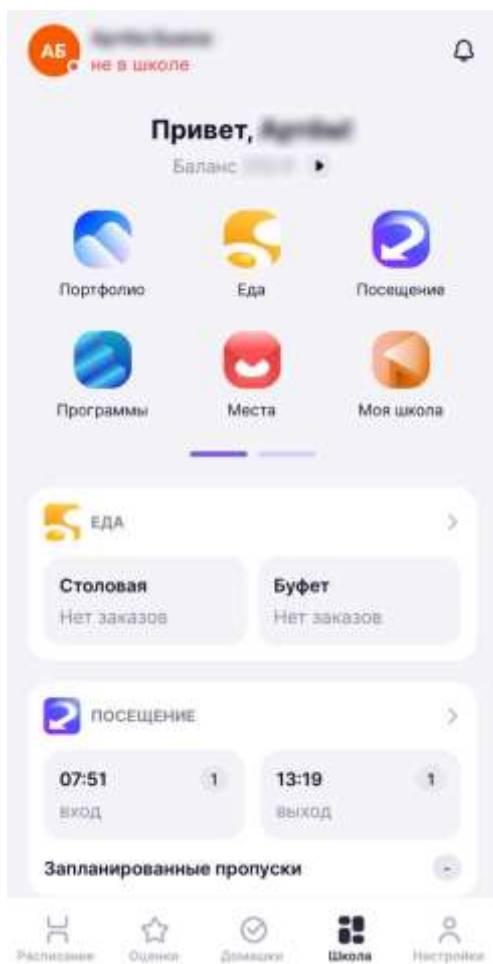 АБ
не в школе
Привет,
Баланс
Портфолио Еда Посещение
Программы Места Моя школа
ЕДА
Столовая Буфет
Нет заказов Нет заказов
ПОСЕЩЕНИЕ
07:51 1 13:19 1
вход выход
Запланированные пропуски -
Расписание Оценки Домашки Школа Настройки